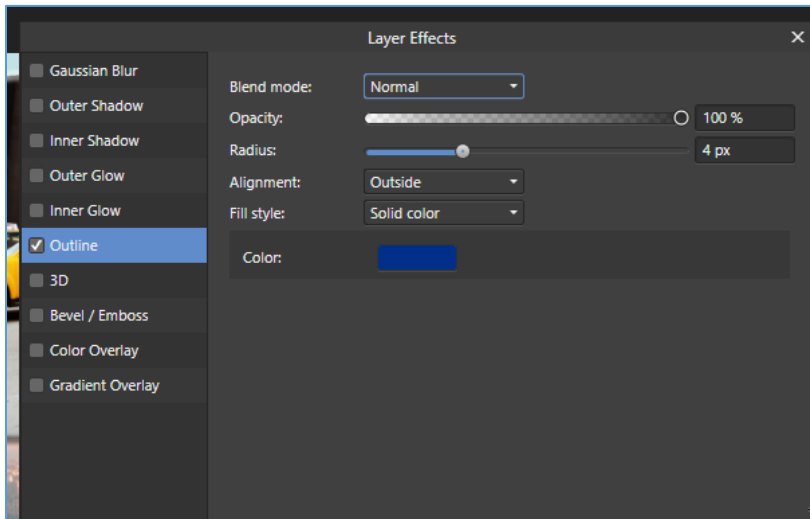 Layer Effects
Gaussian Blur
Outer Shadow
Inner Shadow
Outer Glow
Inner Glow
Outline
3D
Bevel / Emboss
Color Overlay
Gradient Overlay
Blend mode: Normal
Opacity: 100 %
Radius: 4 px
Alignment: Outside
Fill style: Solid color
Color: